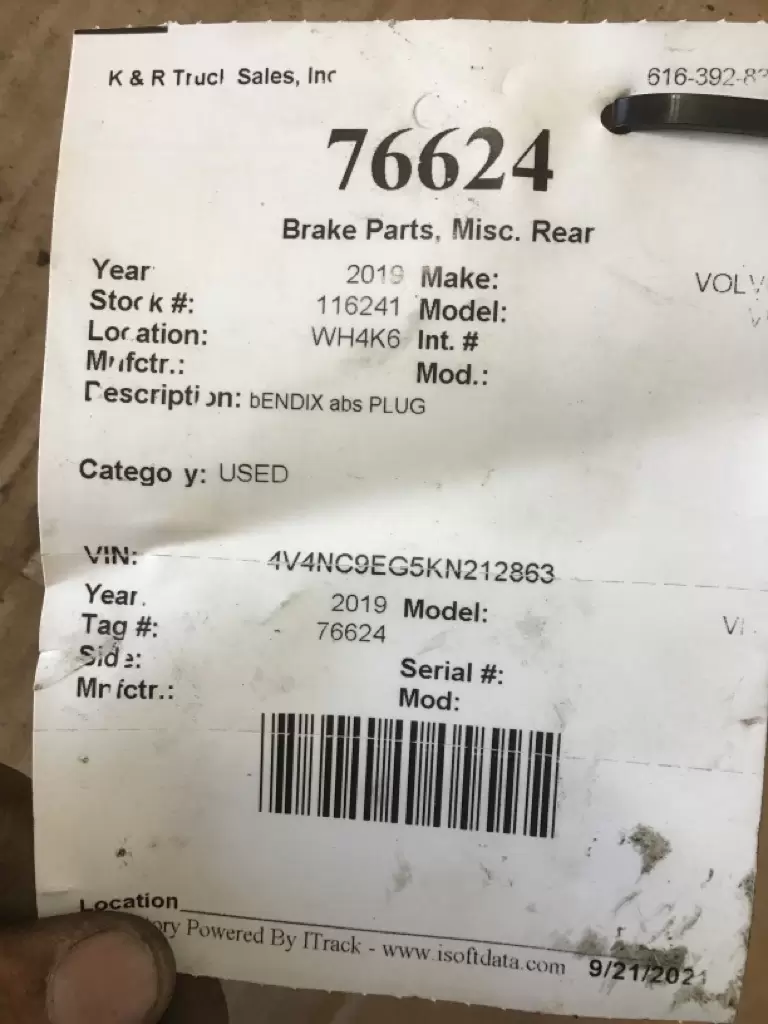 K & R Truck Sales, Inc 616-392-8
76624
Brake Parts, Misc. Rear
Year 2019 Make: VOLV
Stock #: 116241 Model: V
Location: WH4K6 Int. #
Mnfctr.: Mod.:
Description: bENDIX abs PLUG
Category: USED
VIN: 4V4NC9EG5KN212863
Year. 2019 Model: V
Tag #: 76624
Side: Serial #:
Mnfctr.: Mod:
Location
ory Powered By ITrack - www.isoftdata.com 9/21/2021